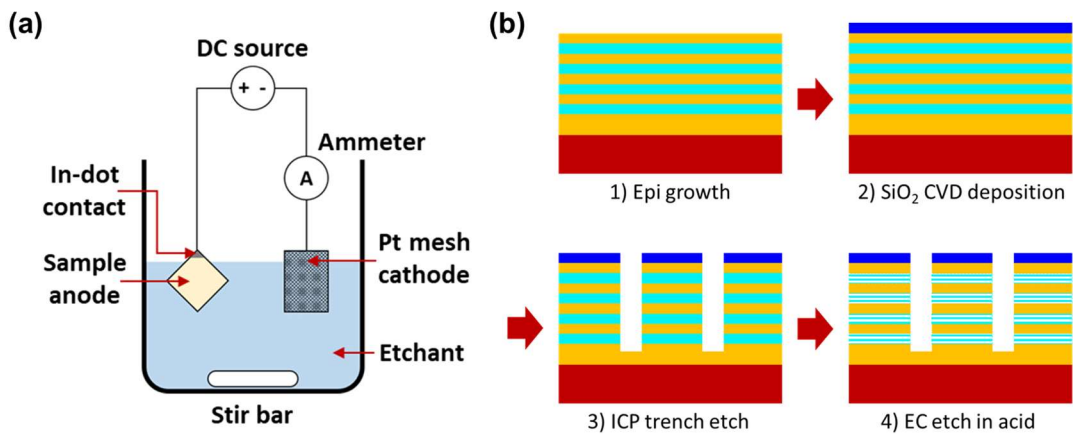 (a)
DC source
+ -
Ammeter
A
In-dot
contact
Pt mesh
cathode
Sample
anode
Etchant
Stir bar
(b)
1) Epi growth
2) SiO₂ CVD deposition
3) ICP trench etch
4) EC etch in acid